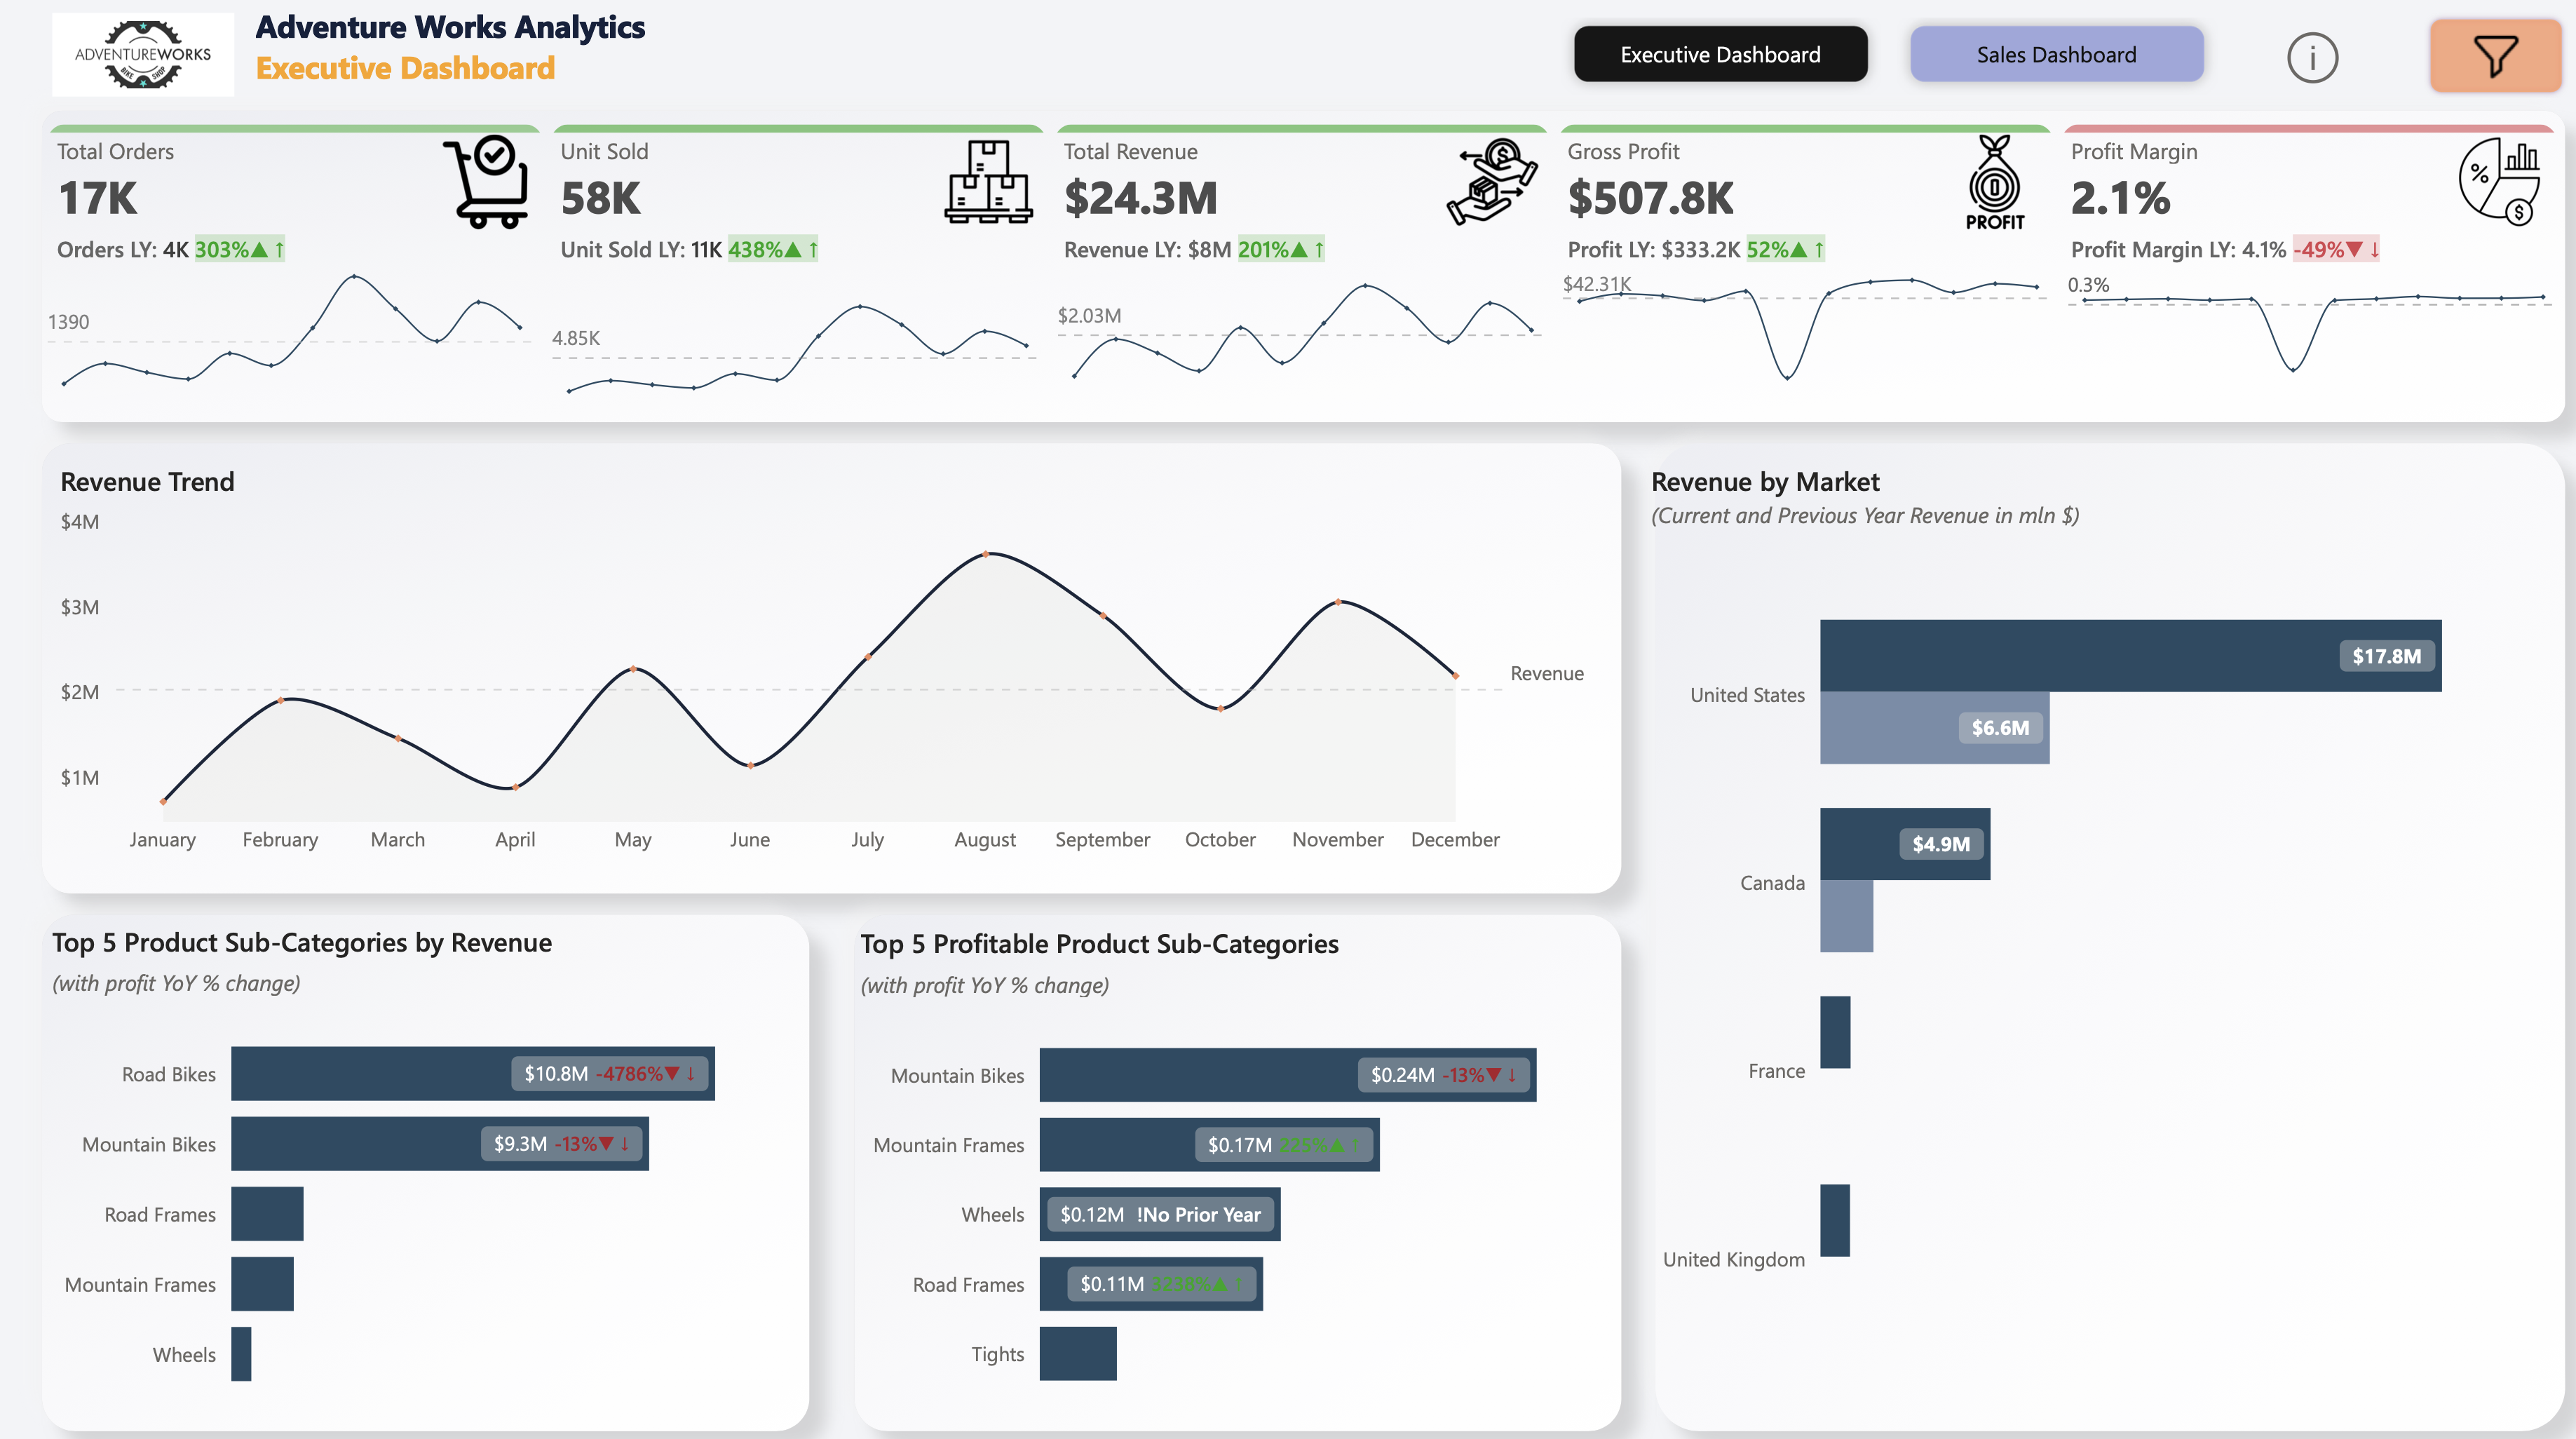 ADVENTUREWORKS
BIKE SHOP
Adventure Works Analytics
Executive Dashboard
Executive Dashboard
Sales Dashboard
i
Total Orders
17K
Orders LY: 4K 303%▲ ↑
1390
Unit Sold
58K
Unit Sold LY: 11K 438%▲ ↑
4.85K
Total Revenue
$24.3M
Revenue LY: $8M 201%▲ ↑
$2.03M
$
Gross Profit
$507.8K
Profit LY: $333.2K 52%▲ ↑
$42.31K
PROFIT
Profit Margin
2.1%
Profit Margin LY: 4.1% -49%▼ ↓
0.3%
%
$
Revenue Trend
$4M
$3M
$2M
$1M
Revenue
January February March April May June July August September October November December
Revenue by Market
(Current and Previous Year Revenue in mln $)
United States
$17.8M
$6.6M
Canada
$4.9M
France
United Kingdom
Top 5 Product Sub-Categories by Revenue
(with profit YoY % change)
Road Bikes $10.8M -4786%▼ ↓
Mountain Bikes $9.3M -13%▼ ↓
Road Frames
Mountain Frames
Wheels
Top 5 Profitable Product Sub-Categories
(with profit YoY % change)
Mountain Bikes $0.24M -13%▼ ↓
Mountain Frames $0.17M 225%▲ ↑
Wheels $0.12M !No Prior Year
Road Frames $0.11M 3238%▲ ↑
Tights